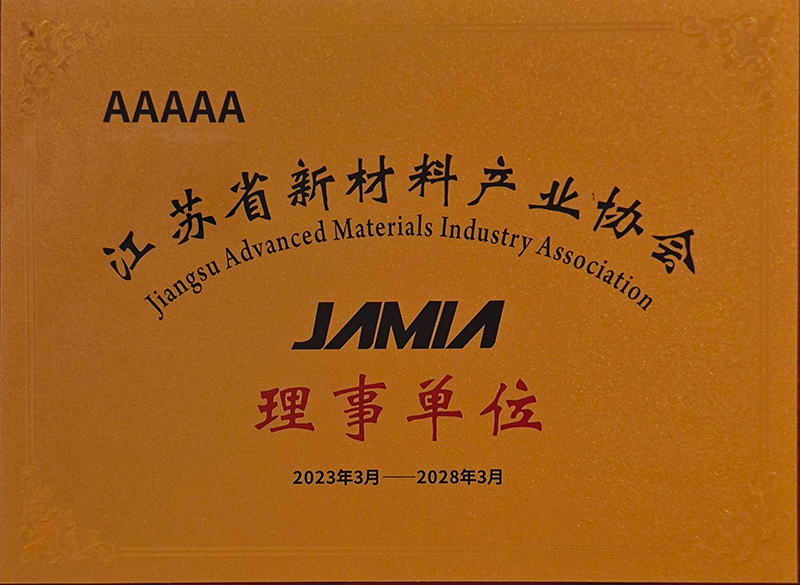 AAAAA
江苏省新材料产业协会
Jiangsu Advanced Materials Industry Association
JAMIA
理事单位
2023年3月——2028年3月